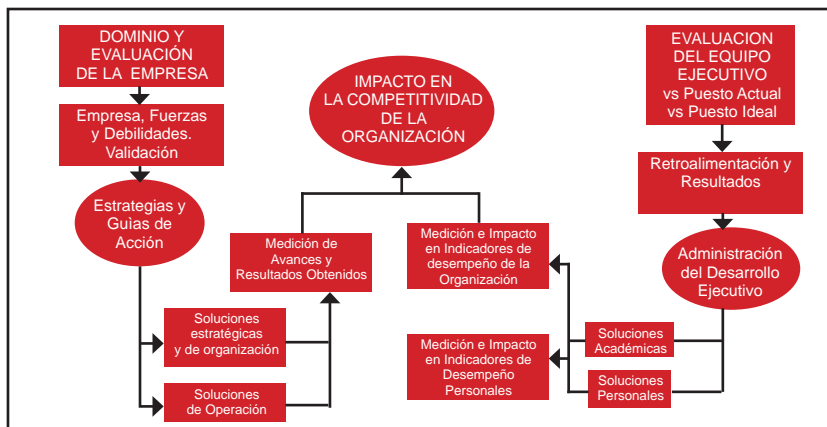 DOMINIO Y
EVALUACIÓN
DE LA EMPRESA
Empresa, Fuerzas
y Debilidades.
Validación
Estrategias y
Guìas de
Acción
Soluciones
estratégicas
y de organización
Soluciones
de Operación
Medición de
Avances y
Resultados Obtenidos
IMPACTO EN
LA COMPETITIVIDAD
DE LA
ORGANIZACIÓN
Medición e Impacto
en Indicadores de
desempeño de la
Organización
Medición e Impacto
en Indicadores de
Desempeño
Personales
EVALUACION
DEL EQUIPO
EJECUTIVO
vs Puesto Actual
vs Puesto Ideal
Retroalimentación y
Resultados
Administración
del Desarrollo
Ejecutivo
Soluciones
Académicas
Soluciones
Personales